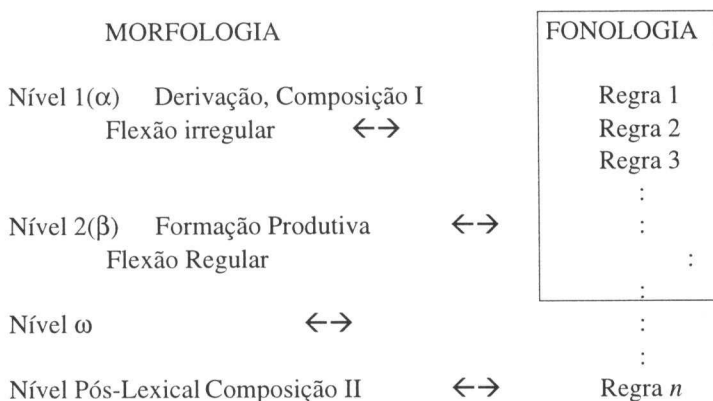 MORFOLOGIA FONOLOGIA
Nível 1(α) Derivação, Composição I Regra 1
Flexão irregular ←→ Regra 2
Regra 3
:
Nível 2(β) Formação Produtiva ←→ :
Flexão Regular :
:
Nível ω ←→ :
:
Nível Pós-Lexical Composição II ←→ Regra n